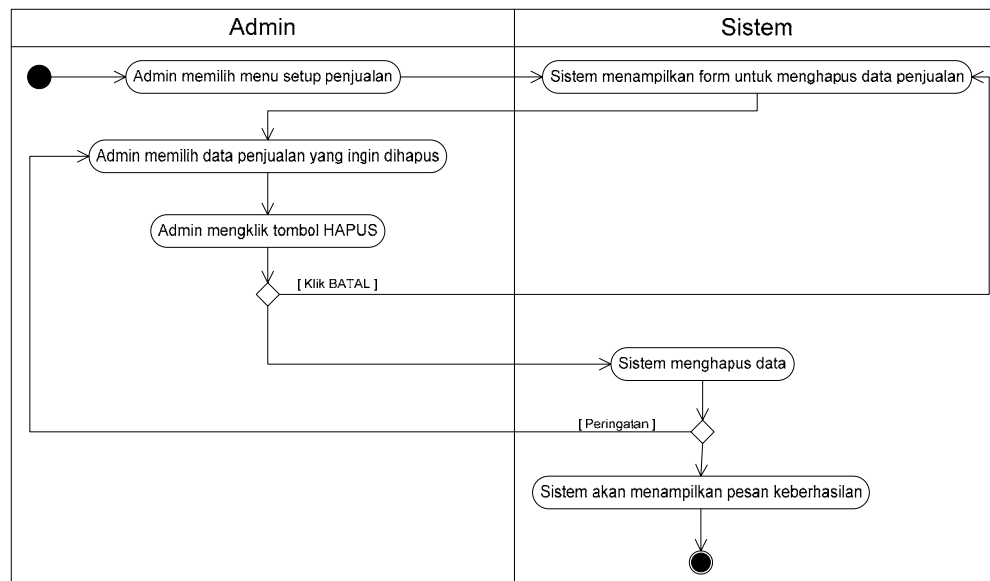 Admin
Sistem
Admin memilih menu setup penjualan
Sistem menampilkan form untuk menghapus data penjualan
Admin memilih data penjualan yang ingin dihapus
Admin mengklik tombol HAPUS
[ Klik BATAL ]
Sistem menghapus data
[ Peringatan ]
Sistem akan menampilkan pesan keberhasilan